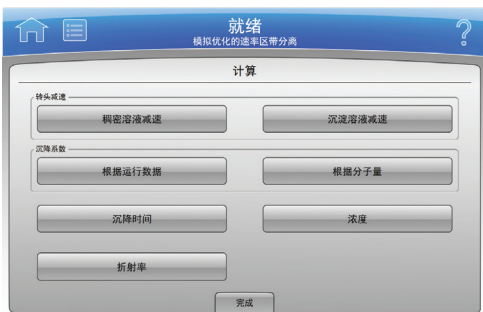 就绪
模拟优化的速率区带分离
?
计算
转头减速
稠密溶液减速
沉淀溶液减速
沉降系数
根据运行数据
根据分子量
沉降时间
浓度
折射率
完成